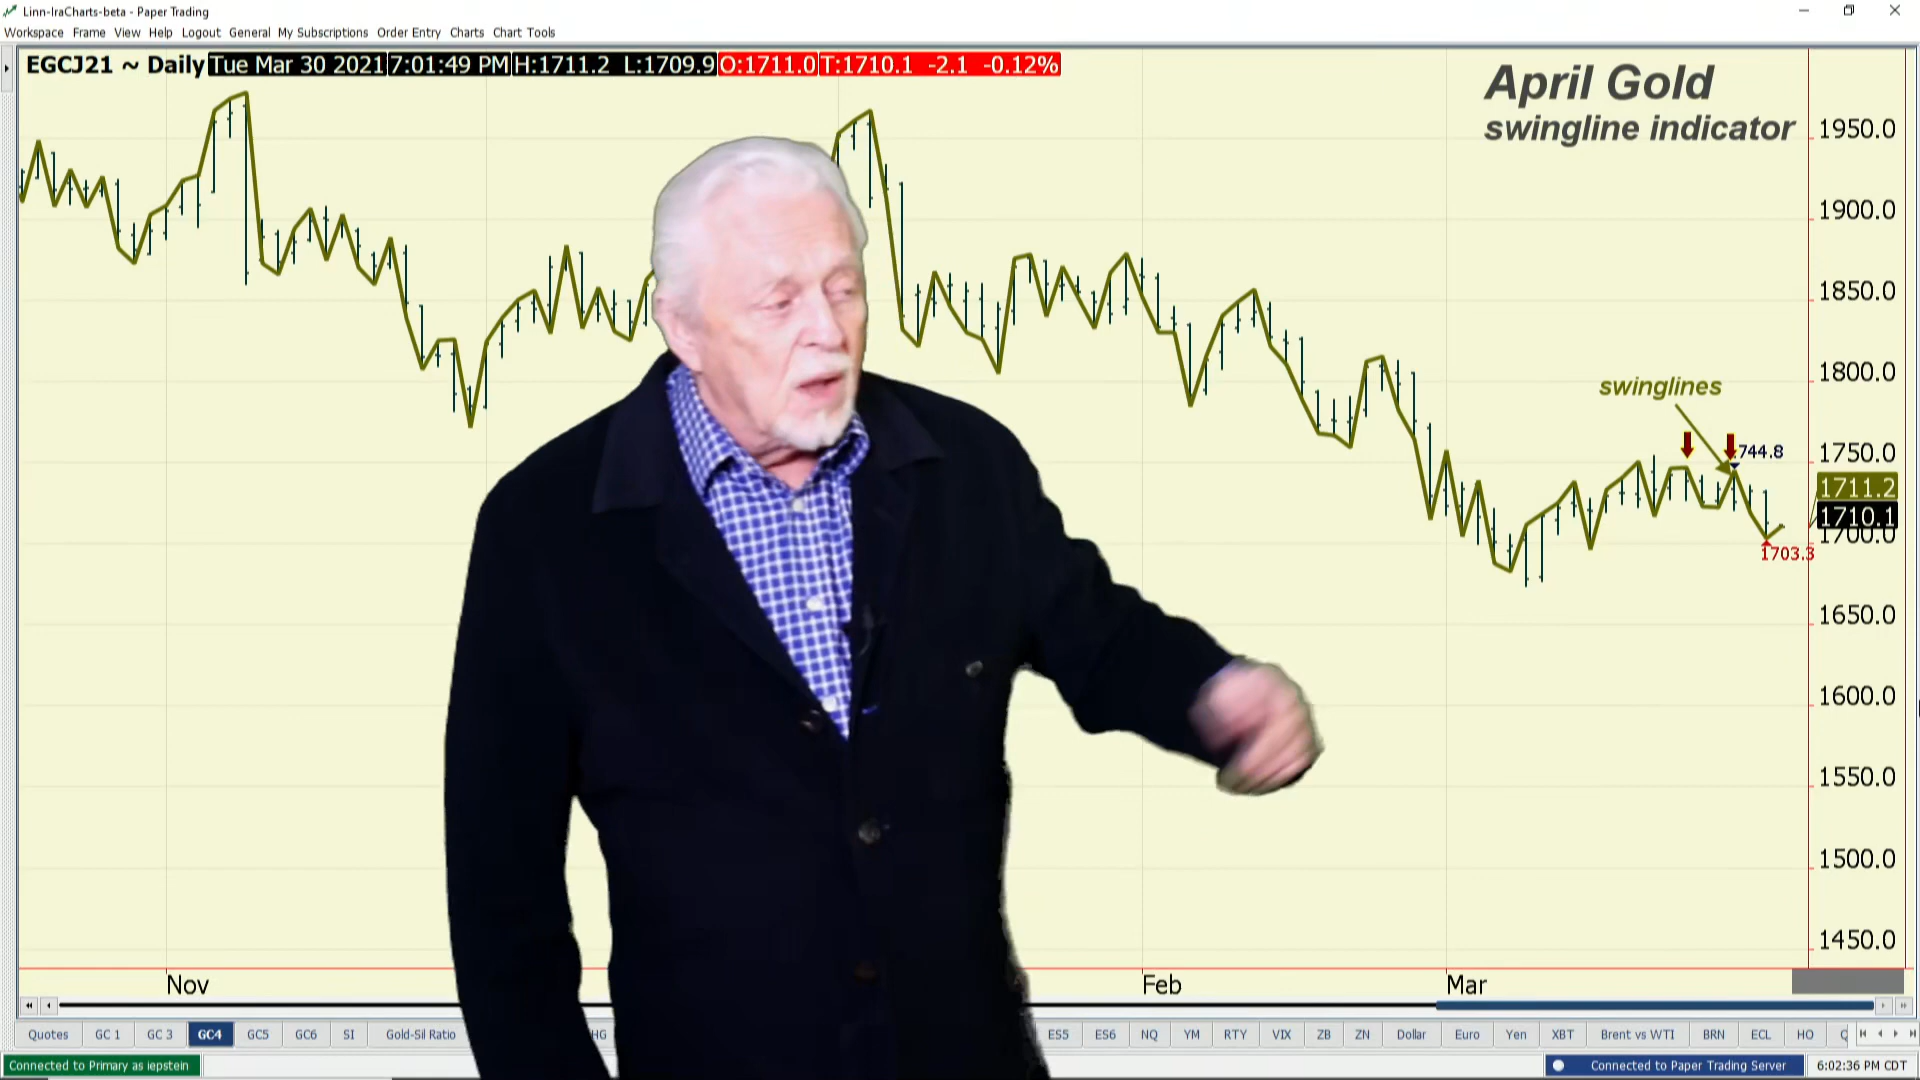 Linn-IraCharts-beta - Paper Trading
Workspace Frame View Help Logout General My Subscriptions Order Entry Charts Chart Tools
EGCJ21 ~ Daily Tue Mar 30 2021 7:01:49 PM H:1711.2 L:1709.9 O:1711.0 T:1710.1 -2.1 -0.12%
April Gold
swingline indicator
1950.0
1900.0
1850.0
1800.0
swinglines
744.8
1750.0
1711.2
1710.1
1700.0
1703.3
1650.0
1600.0
1550.0
1500.0
1450.0
Nov Feb Mar
Quotes GC 1 GC 3 GC4 GC5 GC6 SI Gold-Sil Ratio HG ES5 ES6 NQ YM RTY VIX ZB ZN Dollar Euro Yen XBT Brent vs WTI BRN ECL HO
Connected to Primary as iepstein Connected to Paper Trading Server 6:02:36 PM CDT